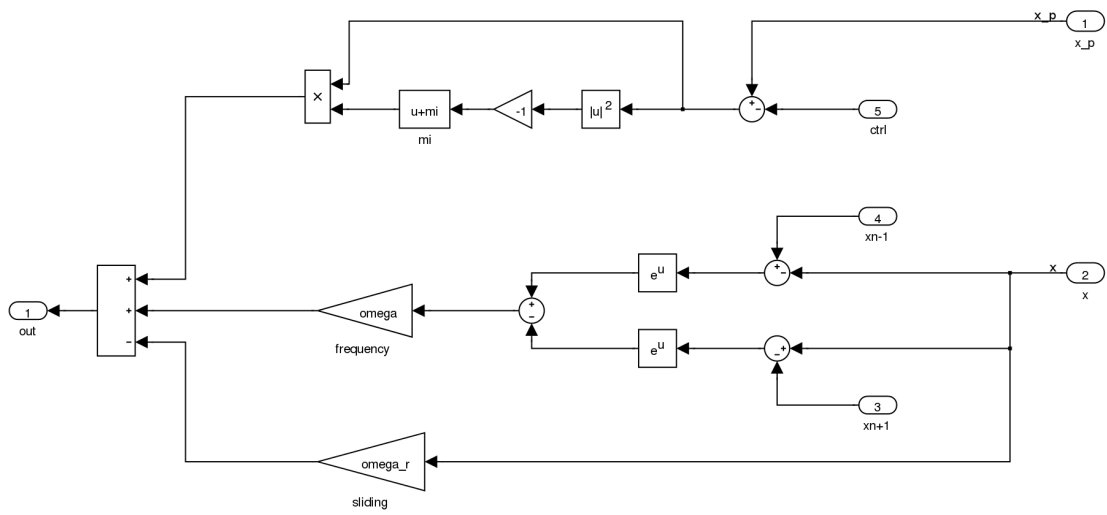 x_p
1
x_p
×
u+mi
mi
-1
|u|²
+
−
5
ctrl
4
xn-1
+
−
x
2
x
e^u
+
+
−
1
out
omega
frequency
+
−
e^u
−
+
3
xn+1
omega_r
sliding